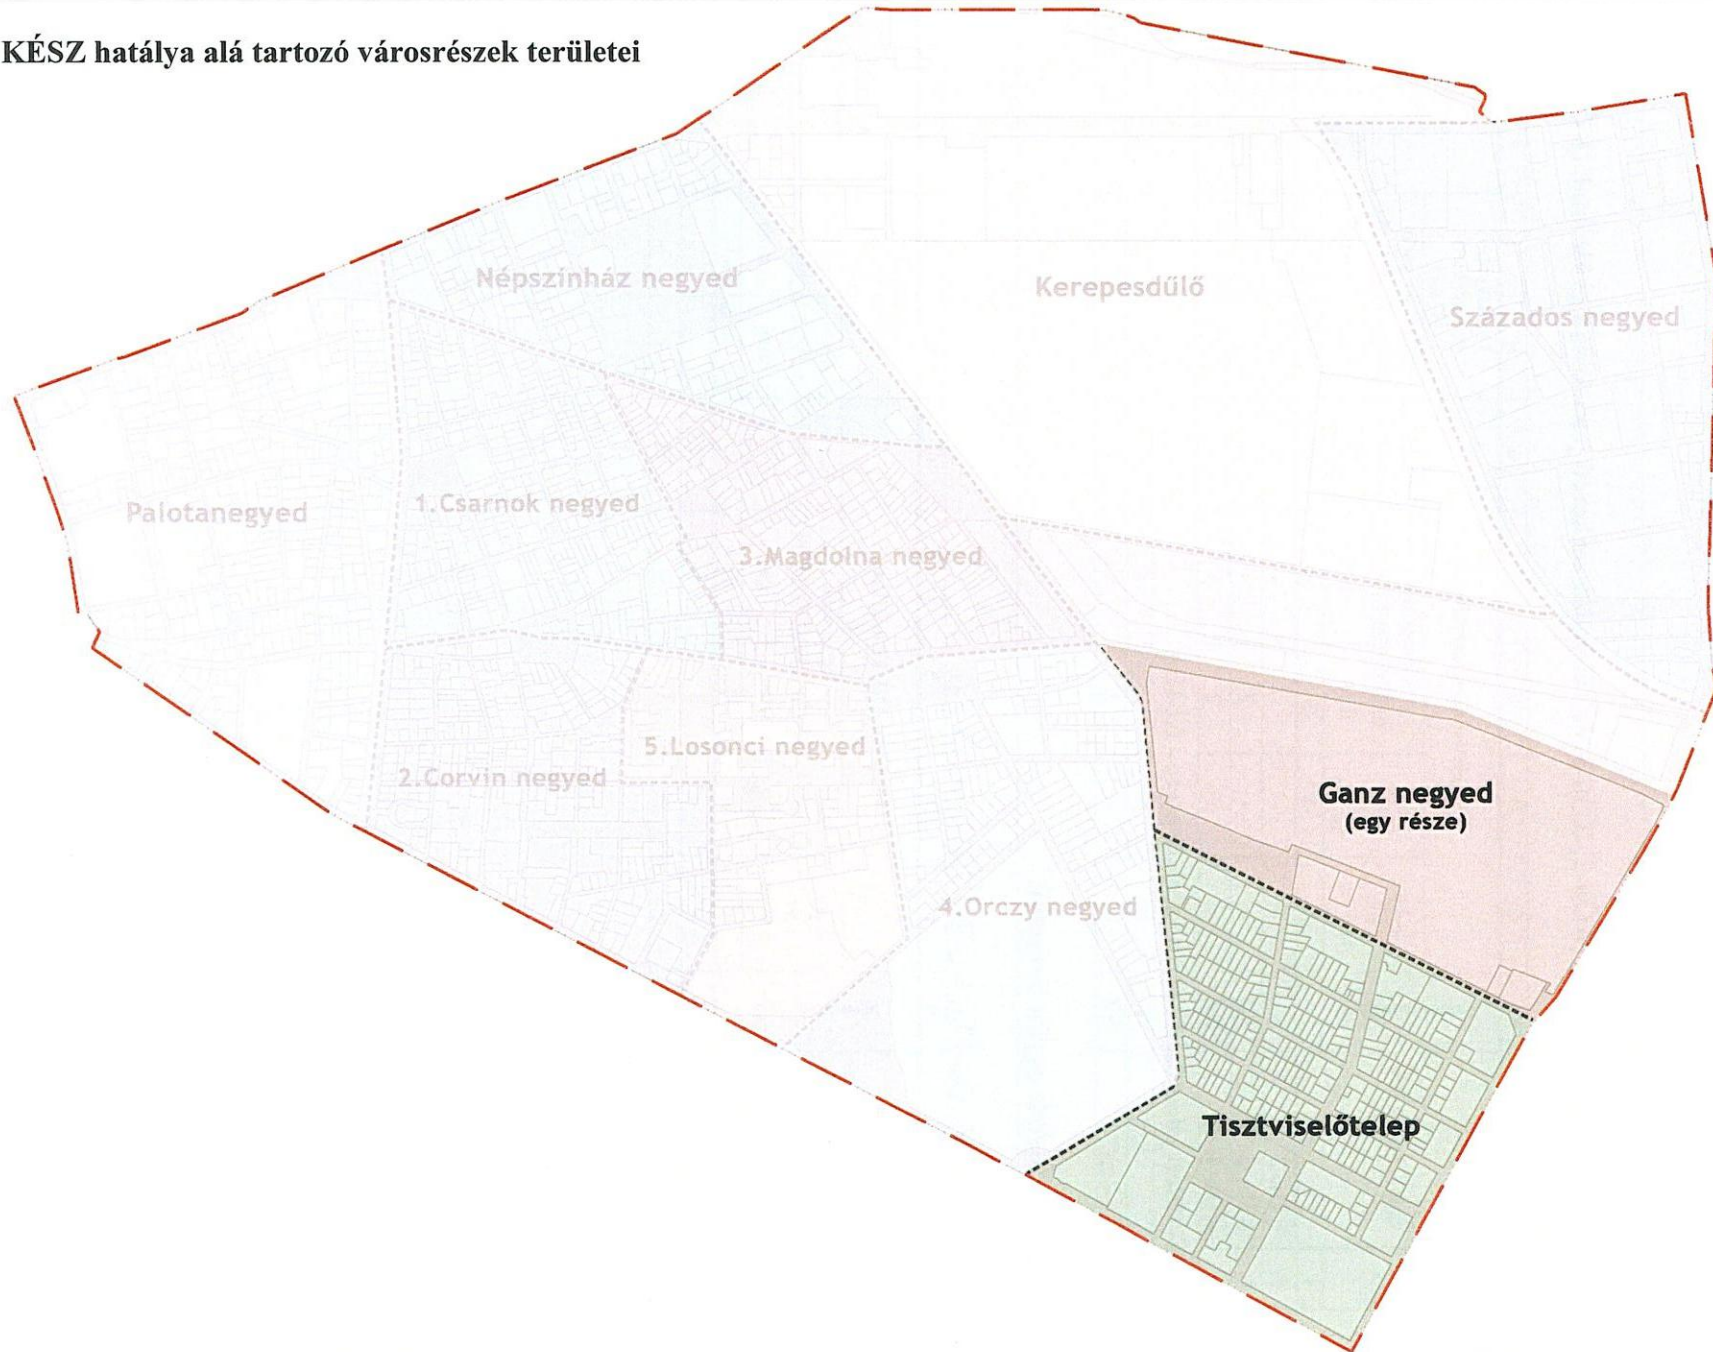 KÉSZ hatálya alá tartozó városrészek területei
Népszínház negyed
Kerepesdűlő
Százados negyed
Palotanegyed
1.Csarnok negyed
3.Magdolna negyed
5.Losonci negyed
2.Corvin negyed
Ganz negyed
(egy része)
4.Orczy negyed
Tisztviselőtelep